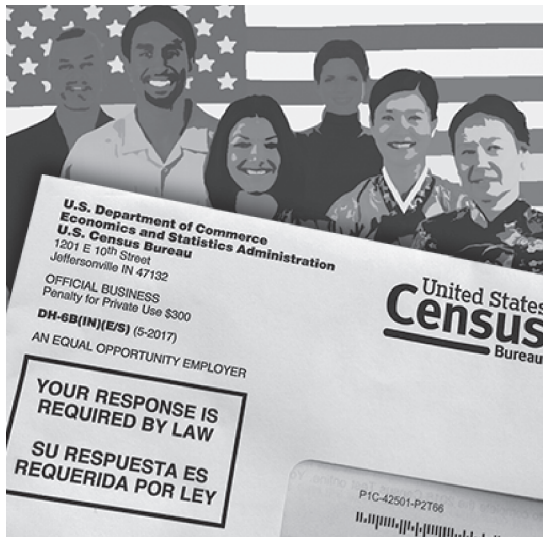 U.S. Department of Commerce
Economics and Statistics Administration
U.S. Census Bureau
1201 E 10th Street
Jeffersonville IN 47132
OFFICIAL BUSINESS
Penalty for Private Use $300
DH-6B(IN)(E/S) (5-2017)
AN EQUAL OPPORTUNITY EMPLOYER
YOUR RESPONSE IS
REQUIRED BY LAW
SU RESPUESTA ES
REQUERIDA POR LEY
United States
Census
Bureau
P1C-42501-P2T66